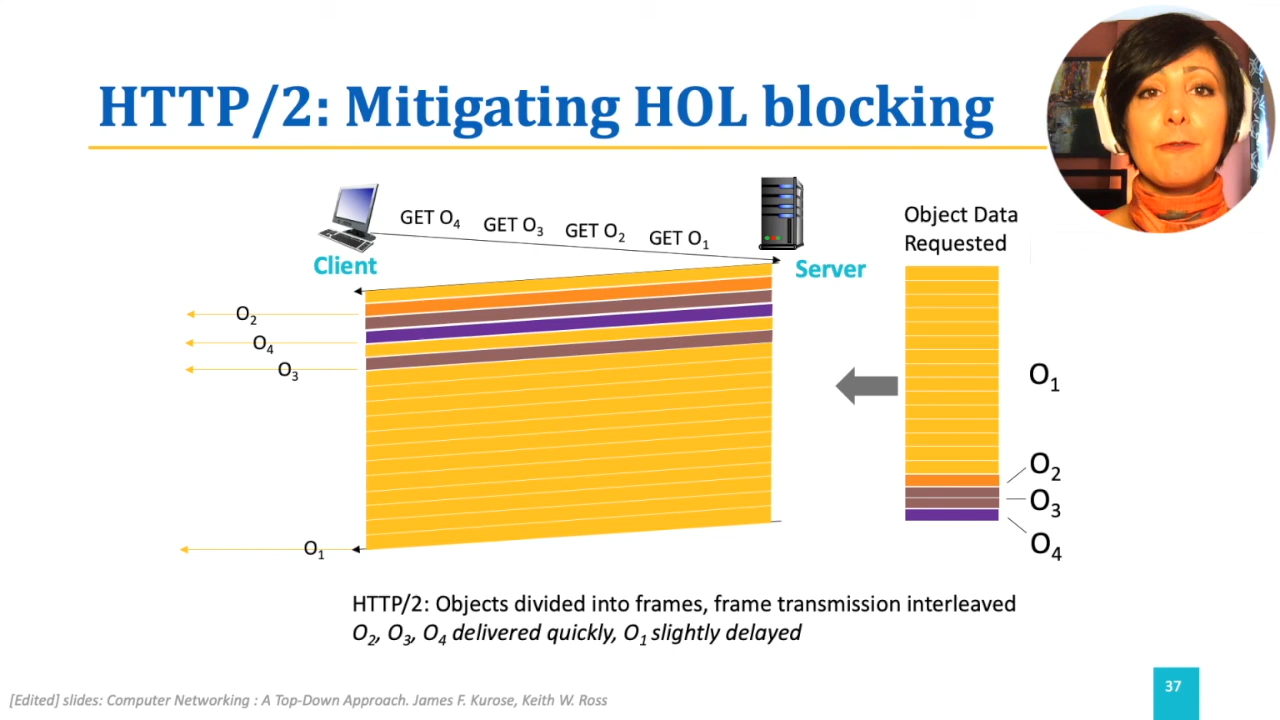 HTTP/2: Mitigating HOL blocking
GET O₄ GET O₃ GET O₂ GET O₁
Client
Server
Object Data
Requested
O₂
O₄
O₃
O₁
O₁
O₂
O₃
O₄
HTTP/2: Objects divided into frames, frame transmission interleaved
O₂, O₃, O₄ delivered quickly, O₁ slightly delayed
[Edited] slides: Computer Networking : A Top-Down Approach. James F. Kurose, Keith W. Ross
37